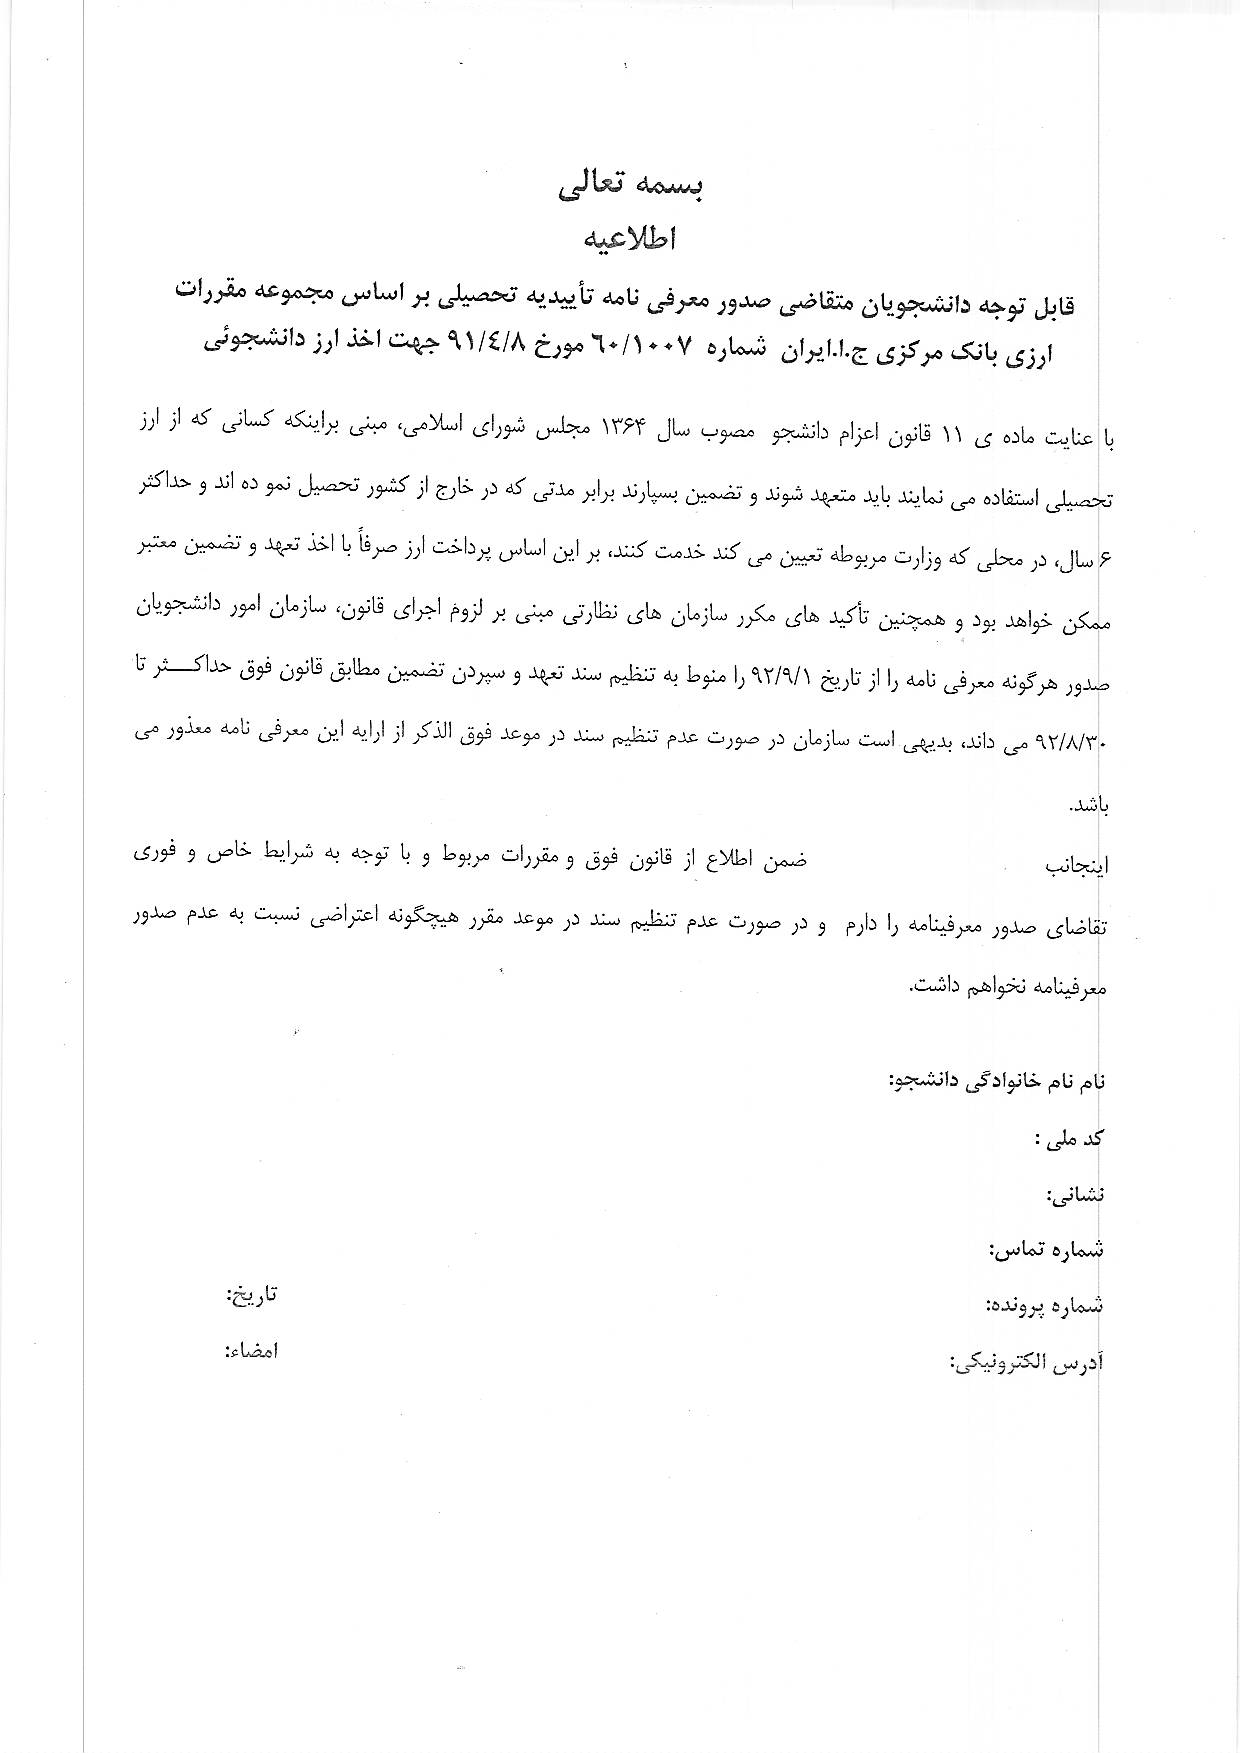 بسمه تعالی
اطلاعیه
قابل توجه دانشجویان متقاضی صدور معرفی نامه تأییدیه تحصیلی بر اساس مجموعه مقررات
ارزی بانک مرکزی ج.ا.ایران شماره ٦٠/١٠٠٧ مورخ ٩١/٤/٨ جهت اخذ ارز دانشجوئی
با عنایت ماده ی ۱۱ قانون اعزام دانشجو مصوب سال ۱۳۶۴ مجلس شورای اسلامی، مبنی براینکه کسانی که از ارز
تحصیلی استفاده می نمایند باید متعهد شوند و تضمین بسپارند برابر مدتی که در خارج از کشور تحصیل نمو ده اند و حداکثر
۶ سال، در محلی که وزارت مربوطه تعیین می کند خدمت کنند، بر این اساس پرداخت ارز صرفاً با اخذ تعهد و تضمین معتبر
ممکن خواهد بود و همچنین تأکید های مکرر سازمان های نظارتی مبنی بر لزوم اجرای قانون، سازمان امور دانشجویان
صدور هرگونه معرفی نامه را از تاریخ ۹۲/۹/۱ را منوط به تنظیم سند تعهد و سپردن تضمین مطابق قانون فوق حداکـــثر تا
۹۲/۸/۳۰ می داند، بدیهی است سازمان در صورت عدم تنظیم سند در موعد فوق الذکر از ارایه این معرفی نامه معذور می
باشد.
اینجانب ضمن اطلاع از قانون فوق و مقررات مربوط و با توجه به شرایط خاص و فوری
تقاضای صدور معرفینامه را دارم و در صورت عدم تنظیم سند در موعد مقرر هیچگونه اعتراضی نسبت به عدم صدور
معرفینامه نخواهم داشت.
نام نام خانوادگی دانشجو:
کد ملی :
نشانی:
شماره تماس:
شماره پرونده:
آدرس الکترونیکی:
تاریخ:
امضاء: